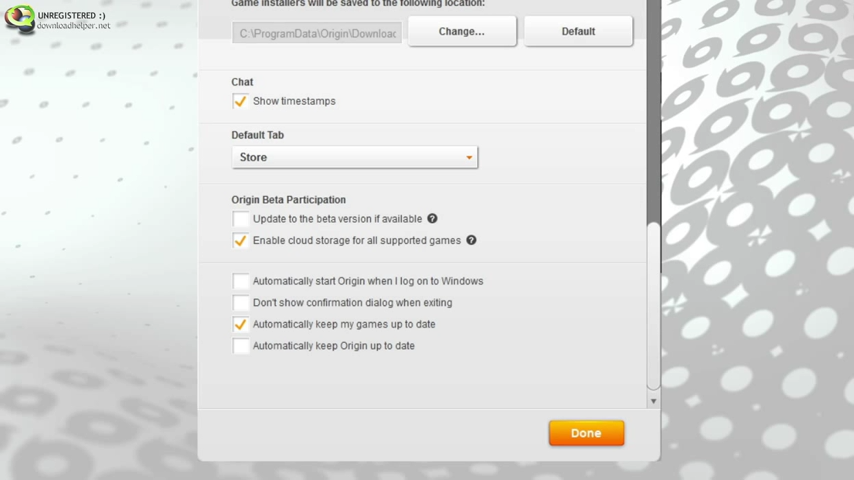 UNREGISTERED :)
downloadhelper.net
Game installers will be saved to the following location:
C:\ProgramData\Origin\Downloac
Change...
Default
Chat
Show timestamps
Default Tab
Store
Origin Beta Participation
Update to the beta version if available ?
Enable cloud storage for all supported games ?
Automatically start Origin when I log on to Windows
Don't show confirmation dialog when exiting
Automatically keep my games up to date
Automatically keep Origin up to date
Done